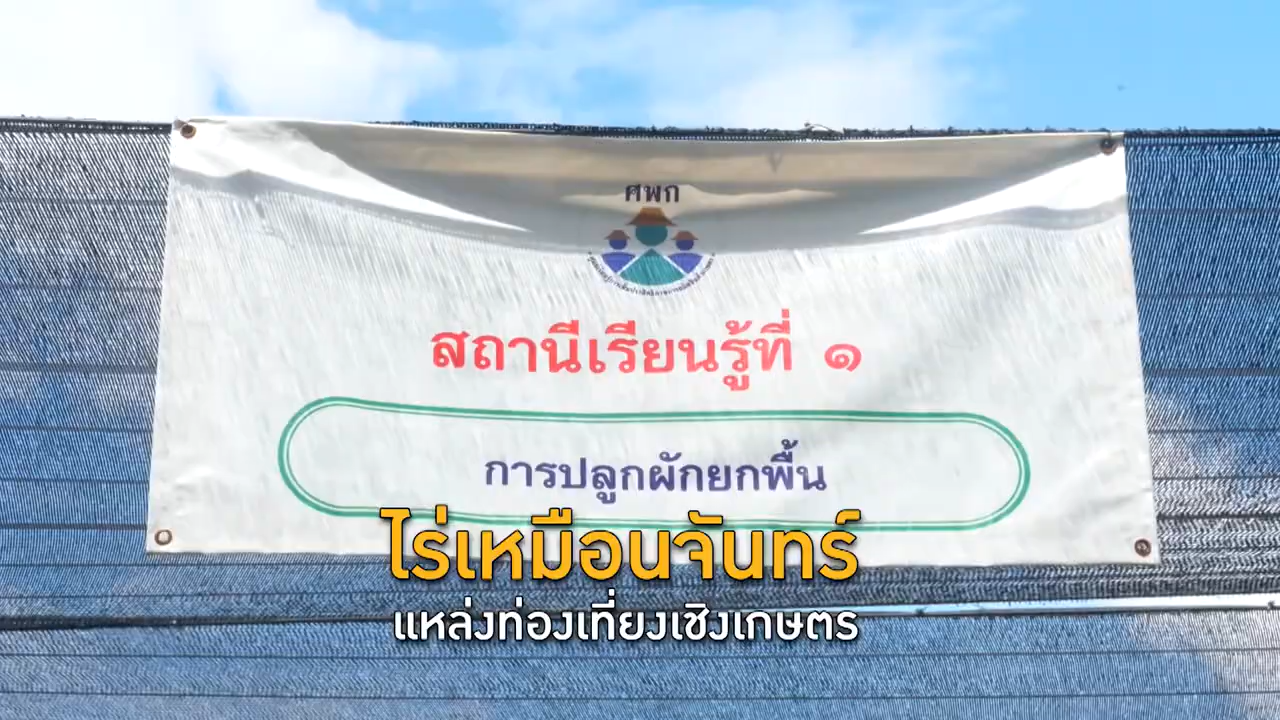 ศพก
สถานีเรียนรู้ที่ ๑
การปลูกผักยกพื้น
ไร่เหมือนจันทร์
แหล่งท่องเที่ยวเชิงเกษตร